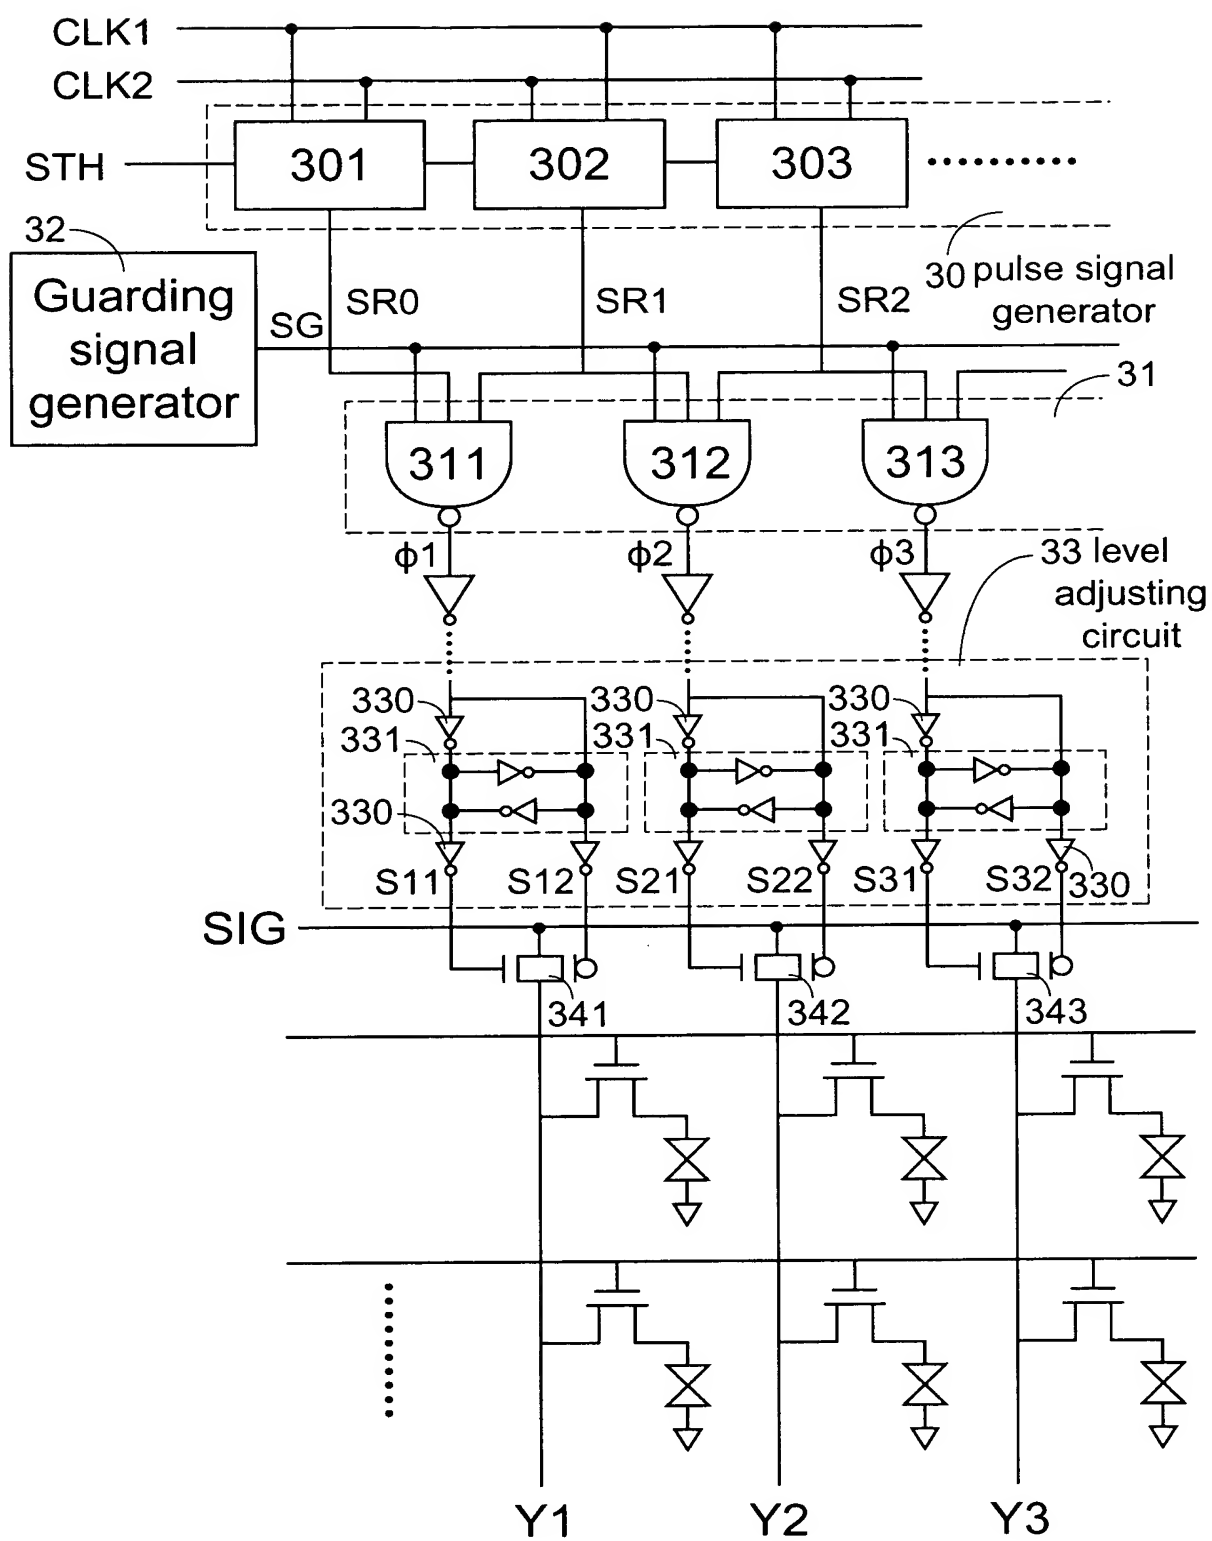 CLK1
CLK2
STH
301
302
303
32
Guarding
signal
generator
SG
SR0
SR1
SR2
30 pulse signal
generator
31
311
312
313
ϕ1
ϕ2
ϕ3
33 level
adjusting
circuit
330
330
330
331
331
331
330
S11
S12
S21
S22
S31
S32
330
SIG
341
342
343
Y1
Y2
Y3